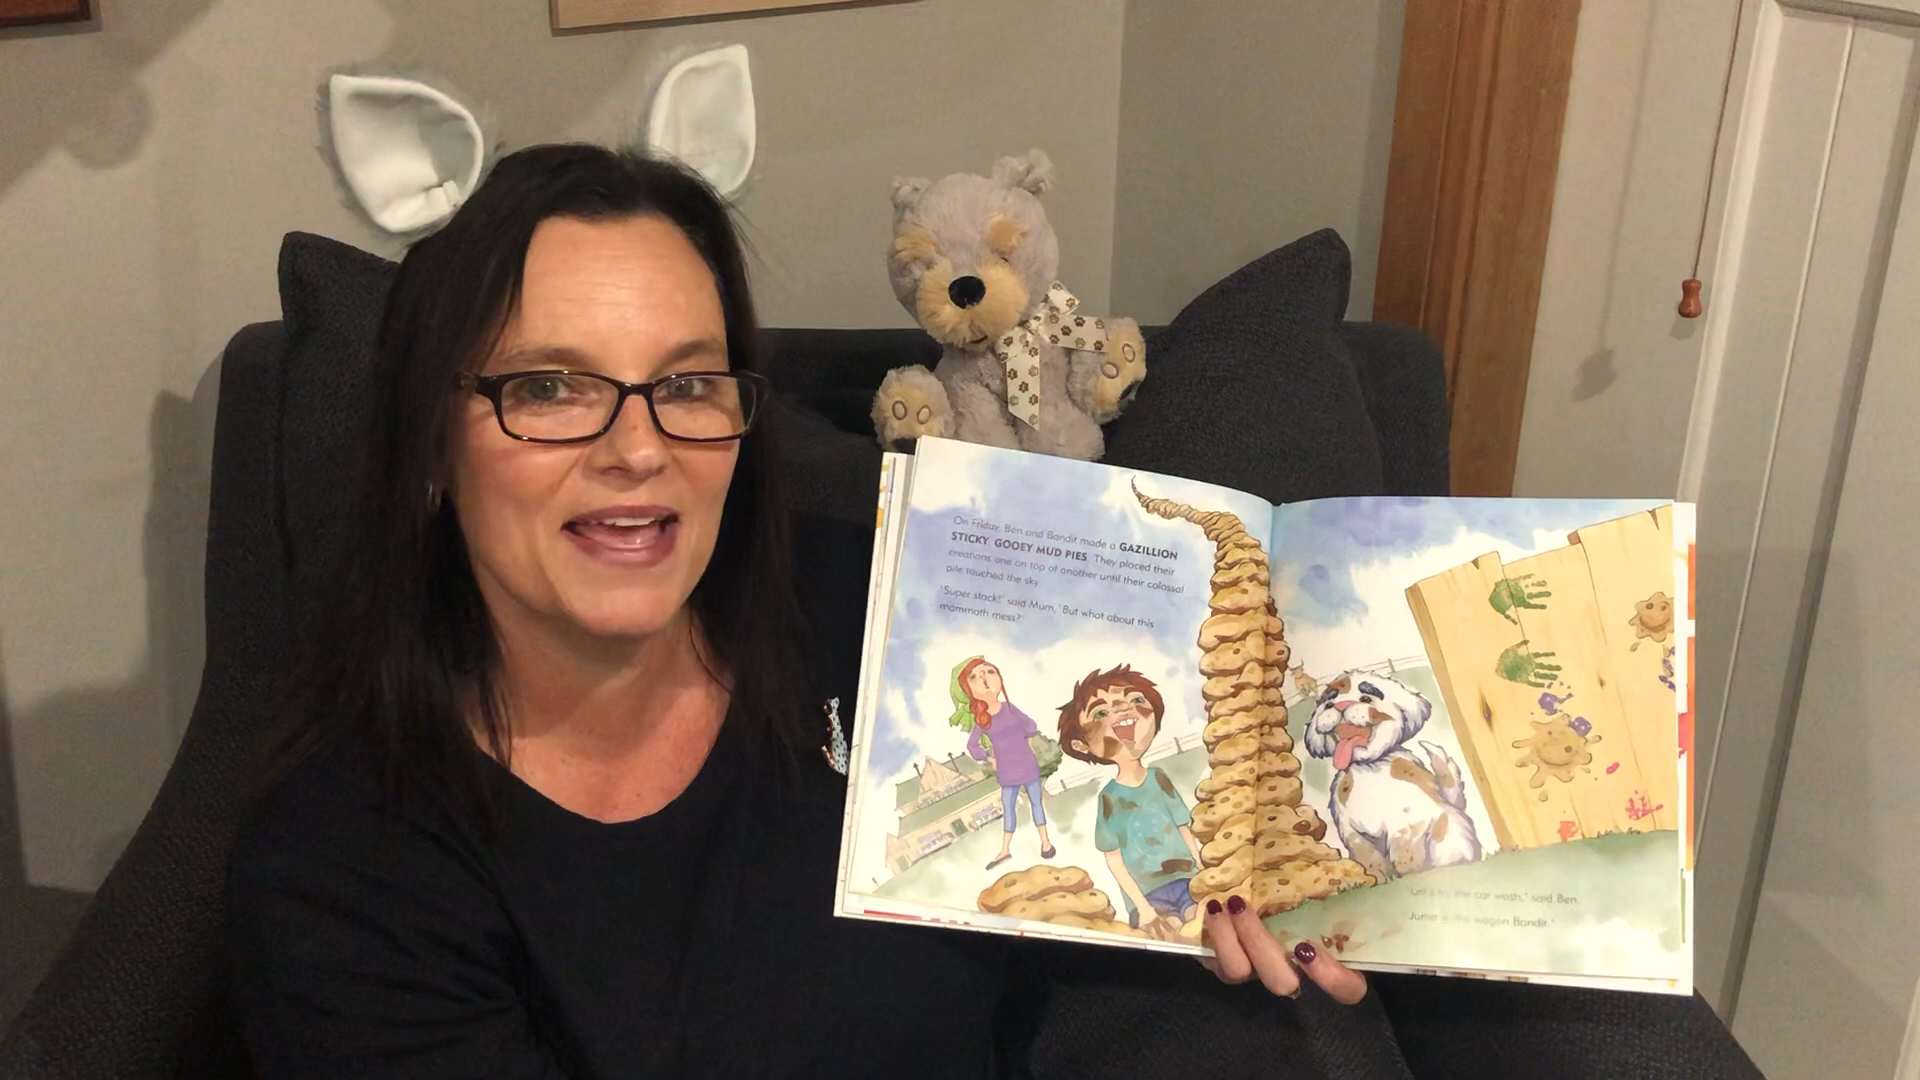 On Friday, Ben and Bandit made a GAZILLION
STICKY GOOEY MUD PIES. They placed their
creations one on top of another until their colossal
pile touched the sky.
'Super stack!' said Mum, 'But what about this
mammoth mess?'
the car wash,' said Ben.
'Jump in the wagon Bandit.'